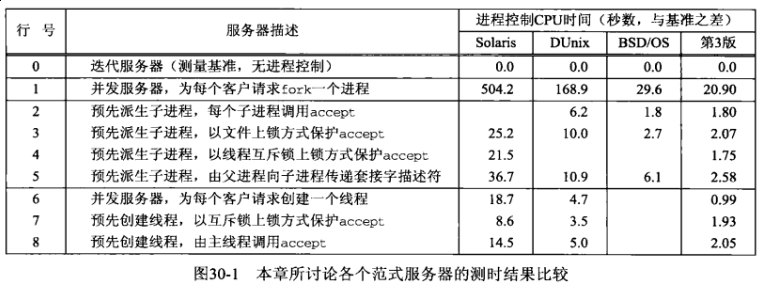 行 号 服务器描述 进程控制CPU时间（秒数，与基准之差）
Solaris DUnix BSD/OS 第3版
0 迭代服务器（测量基准，无进程控制） 0.0 0.0 0.0 0.0
1 并发服务器，为每个客户请求fork一个进程 504.2 168.9 29.6 20.90
2 预先派生子进程，每个子进程调用accept 6.2 1.8 1.80
3 预先派生子进程，以文件上锁方式保护accept 25.2 10.0 2.7 2.07
4 预先派生子进程，以线程互斥锁上锁方式保护accept 21.5 1.75
5 预先派生子进程，由父进程向子进程传递套接字描述符 36.7 10.9 6.1 2.58
6 并发服务器，为每个客户请求创建一个线程 18.7 4.7 0.99
7 预先创建线程，以互斥锁上锁方式保护accept 8.6 3.5 1.93
8 预先创建线程，由主线程调用accept 14.5 5.0 2.05
图30-1 本章所讨论各个范式服务器的测时结果比较